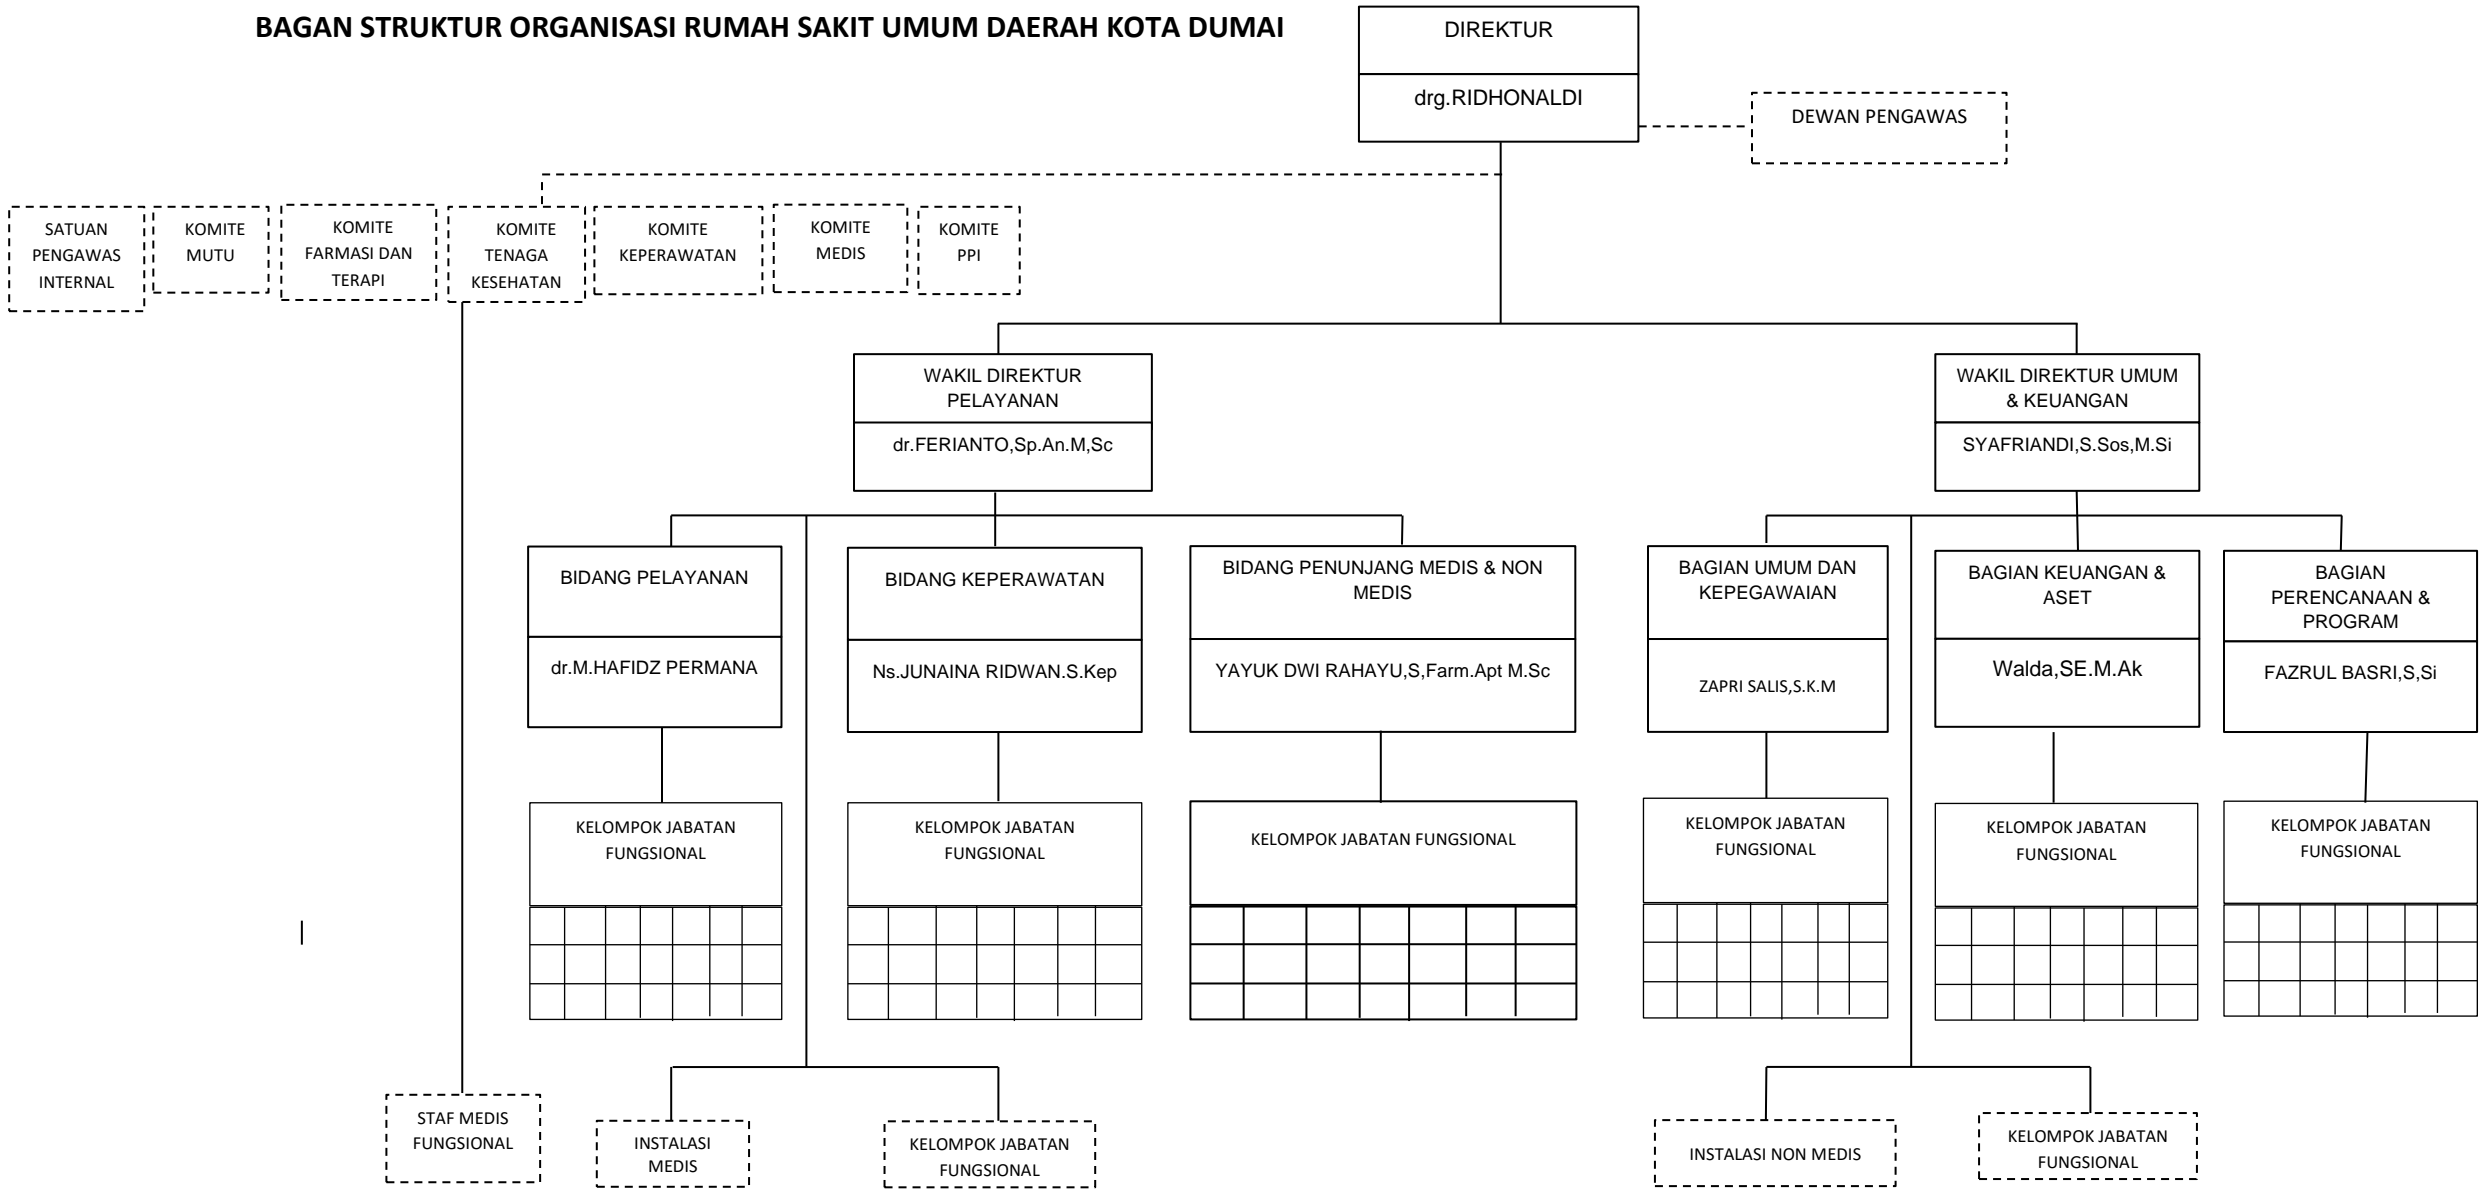 BAGAN STRUKTUR ORGANISASI RUMAH SAKIT UMUM DAERAH KOTA DUMAI
DIREKTUR
drg.RIDHONALDI
DEWAN PENGAWAS
SATUAN
PENGAWAS
INTERNAL
KOMITE
MUTU
KOMITE
FARMASI DAN
TERAPI
KOMITE
TENAGA
KESEHATAN
KOMITE
KEPERAWATAN
KOMITE
MEDIS
KOMITE
PPI
WAKIL DIREKTUR
PELAYANAN
dr.FERIANTO,Sp.An.M,Sc
WAKIL DIREKTUR UMUM
& KEUANGAN
SYAFRIANDI,S.Sos,M.Si
BIDANG PELAYANAN
dr.M.HAFIDZ PERMANA
BIDANG KEPERAWATAN
Ns.JUNAINA RIDWAN.S.Kep
BIDANG PENUNJANG MEDIS & NON
MEDIS
YAYUK DWI RAHAYU,S,Farm.Apt M.Sc
BAGIAN UMUM DAN
KEPEGAWAIAN
ZAPRI SALIS,S.K.M
BAGIAN KEUANGAN &
ASET
Walda,SE.M.Ak
BAGIAN
PERENCANAAN &
PROGRAM
FAZRUL BASRI,S,Si
KELOMPOK JABATAN
FUNGSIONAL
KELOMPOK JABATAN
FUNGSIONAL
KELOMPOK JABATAN FUNGSIONAL
KELOMPOK JABATAN
FUNGSIONAL
KELOMPOK JABATAN
FUNGSIONAL
KELOMPOK JABATAN
FUNGSIONAL
STAF MEDIS
FUNGSIONAL
INSTALASI
MEDIS
KELOMPOK JABATAN
FUNGSIONAL
INSTALASI NON MEDIS
KELOMPOK JABATAN
FUNGSIONAL